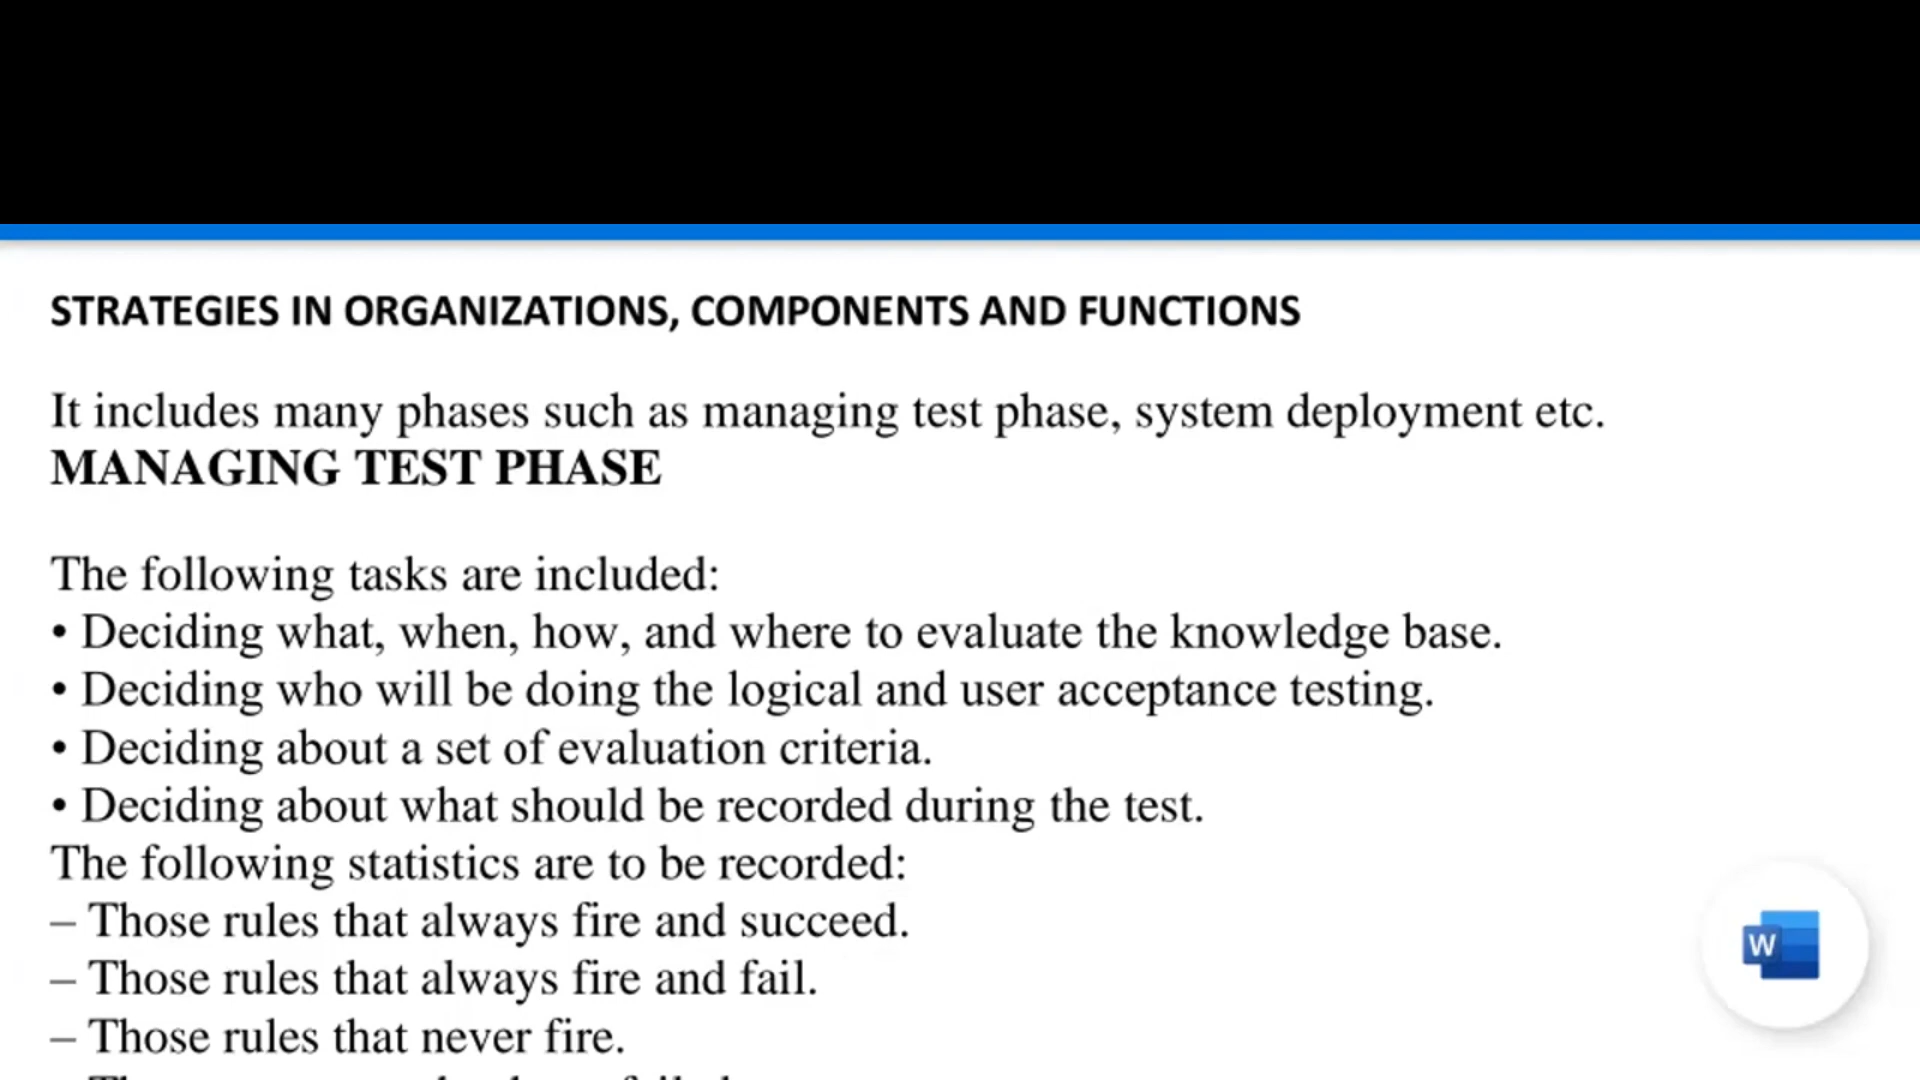 STRATEGIES IN ORGANIZATIONS, COMPONENTS AND FUNCTIONS
It includes many phases such as managing test phase, system deployment etc.
MANAGING TEST PHASE
The following tasks are included:
• Deciding what, when, how, and where to evaluate the knowledge base.
• Deciding who will be doing the logical and user acceptance testing.
• Deciding about a set of evaluation criteria.
• Deciding about what should be recorded during the test.
The following statistics are to be recorded:
– Those rules that always fire and succeed.
– Those rules that always fire and fail.
– Those rules that never fire.
W